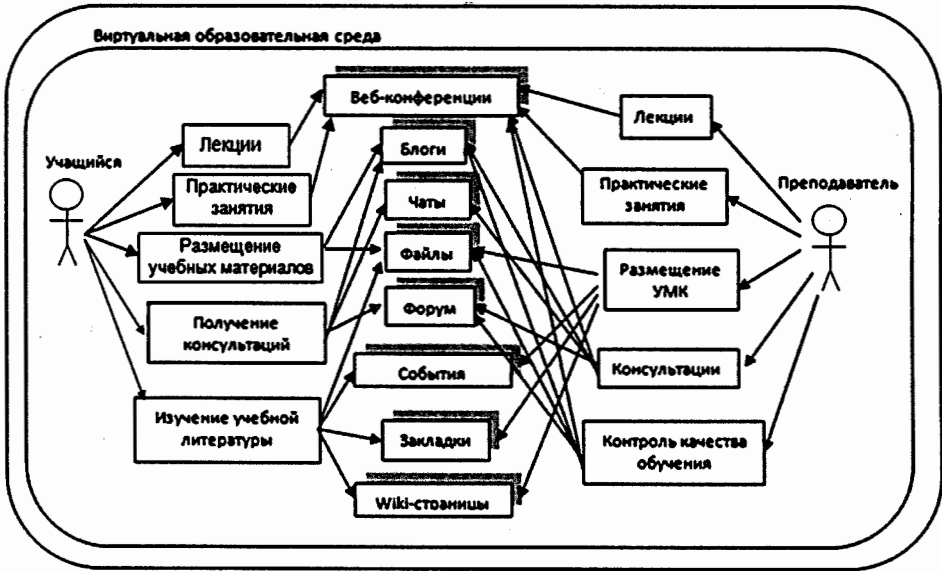 Виртуальная образовательная среда
Веб-конференции
Лекции
Лекции
Учащийся
Блоги
Практические
занятия
Чаты
Практические
занятия
Преподаватель
Размещение
учебных материалов
Файлы
Размещение
УМК
Получение
консультаций
Форум
События
Консультации
Изучение учебной
литературы
Закладки
Контроль качества
обучения
Wiki-страницы